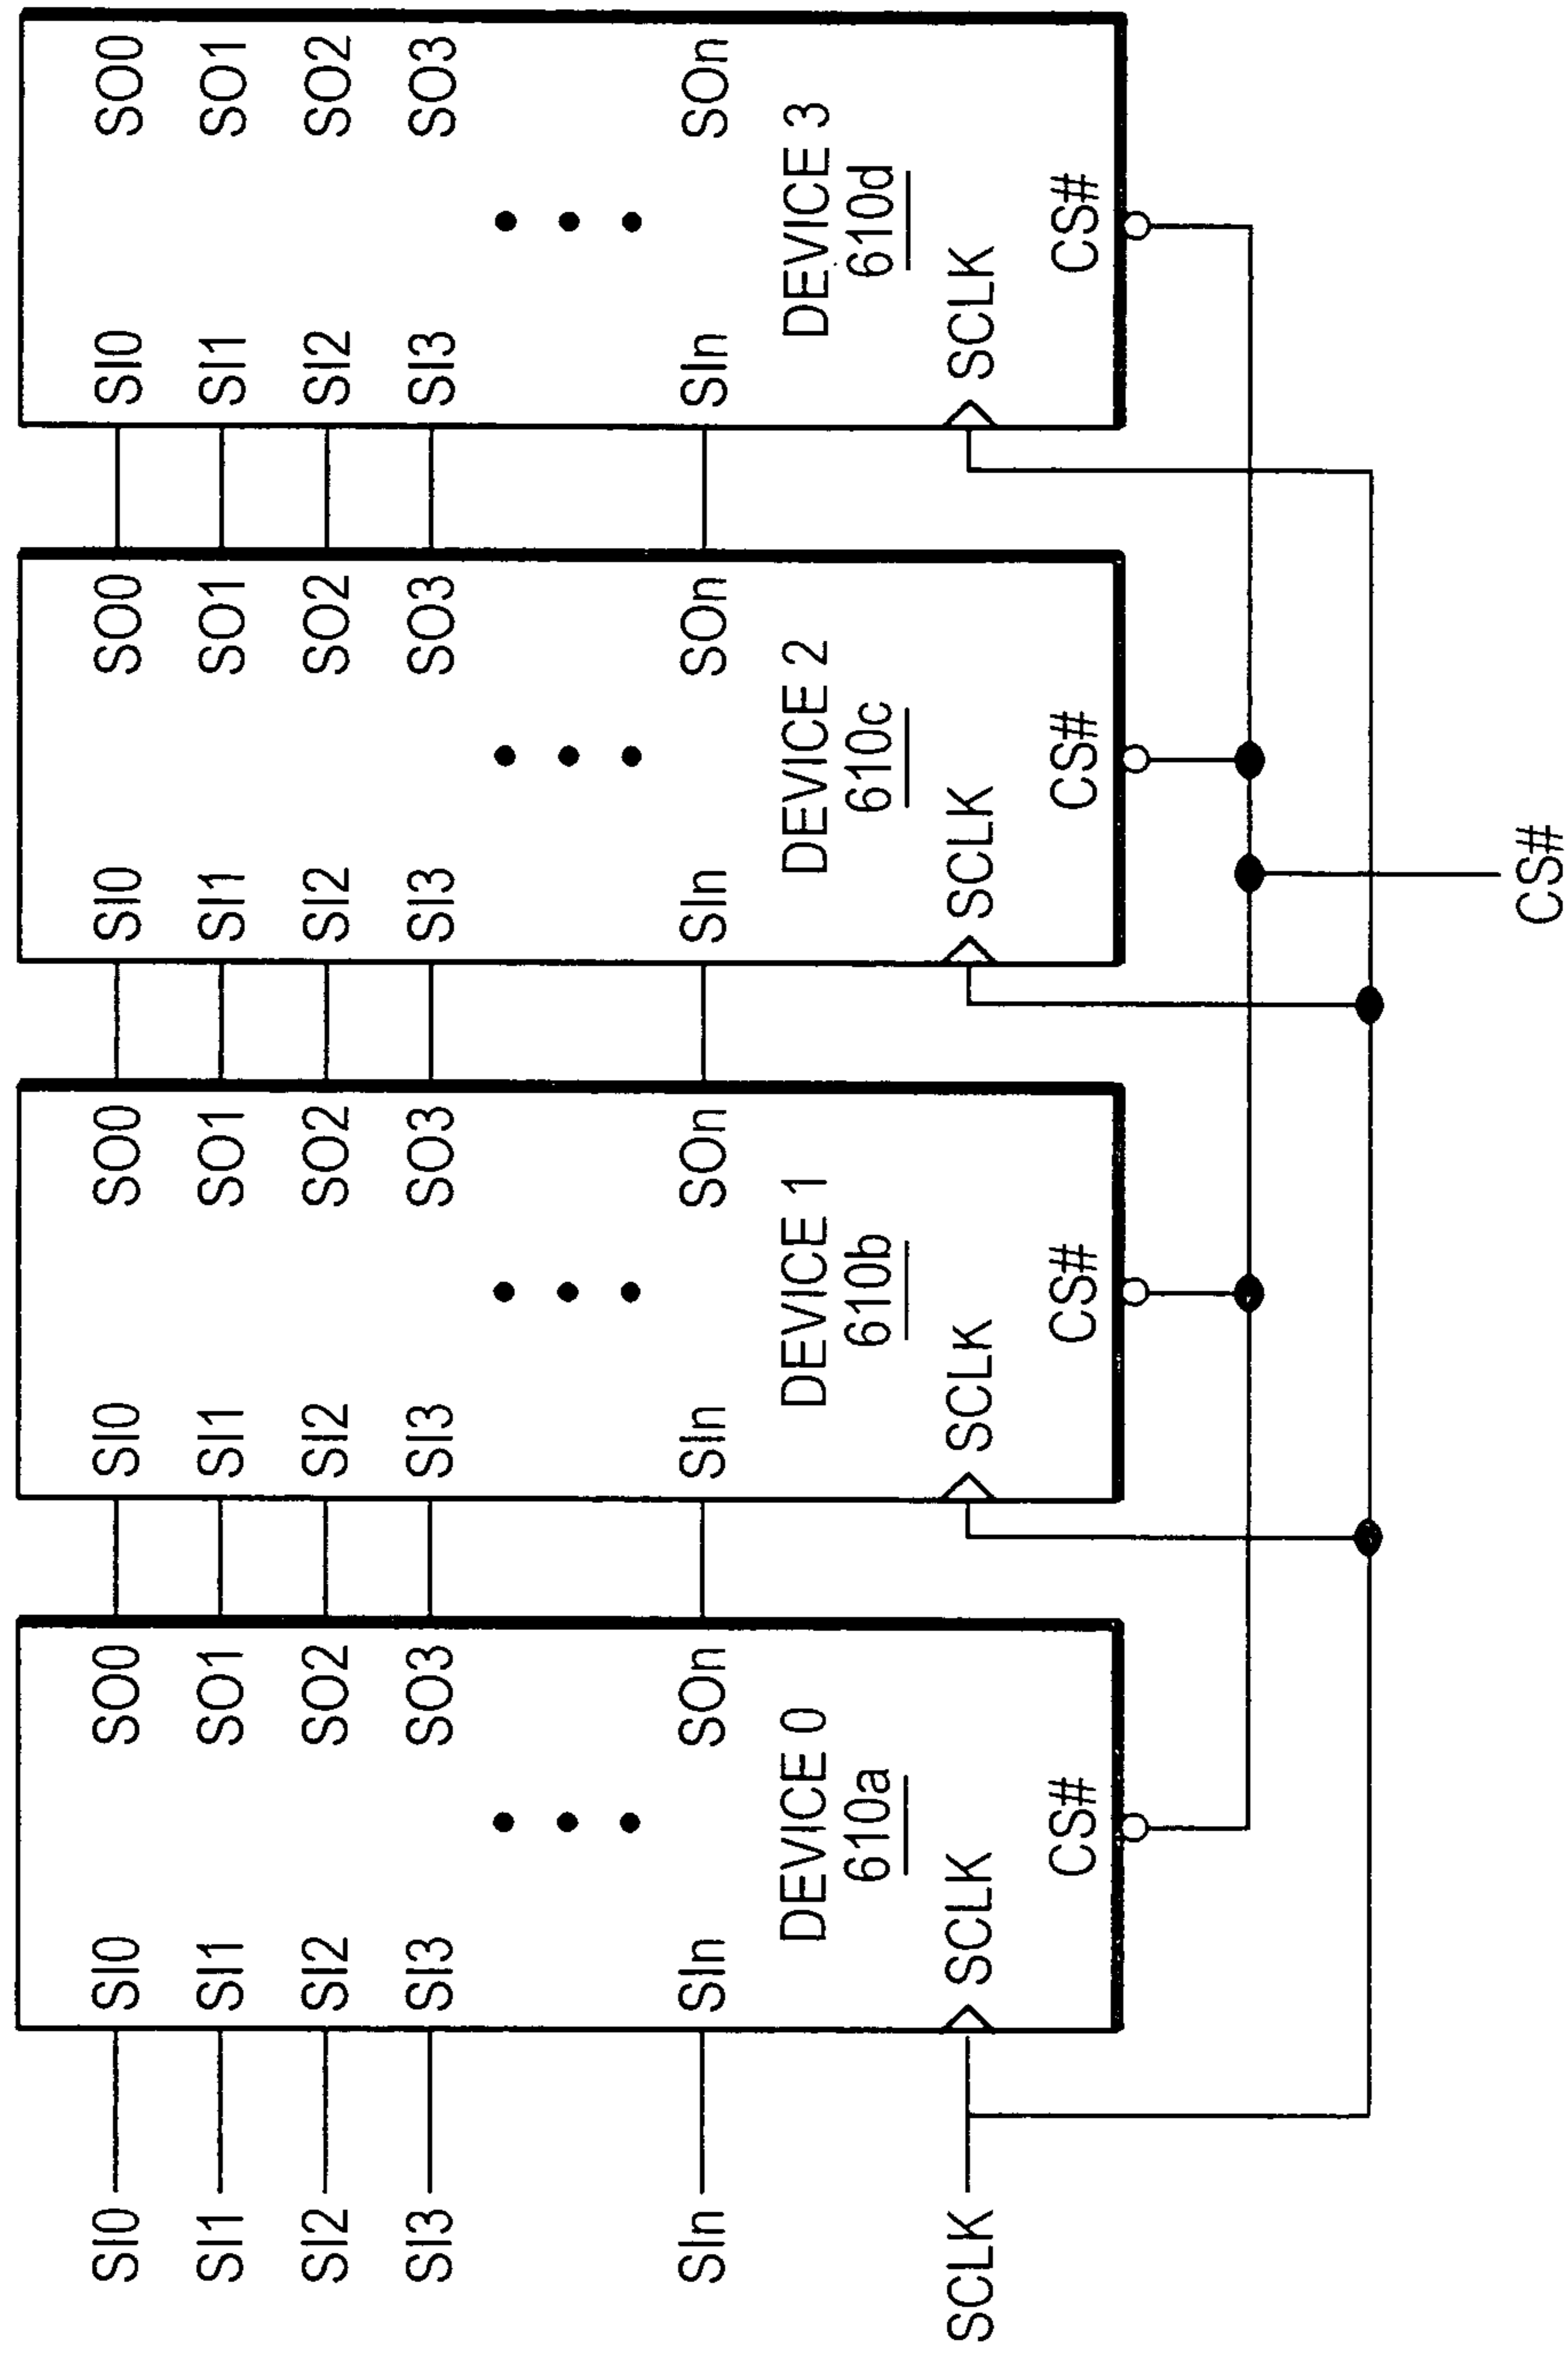 SI0 SI0 SO0 SI0 SO0 SI0 SO0 SI0 SO0
SI1 SI1 SO1 SI1 SO1 SI1 SO1 SI1 SO1
SI2 SI2 SO2 SI2 SO2 SI2 SO2 SI2 SO2
SI3 SI3 SO3 SI3 SO3 SI3 SO3 SI3 SO3
SIn SIn SOn SIn SOn SIn SOn SIn SOn
DEVICE 0 DEVICE 1 DEVICE 2 DEVICE 3
610a 610b 610c 610d
SCLK SCLK SCLK SCLK SCLK
CS# CS# CS# CS#
CS#